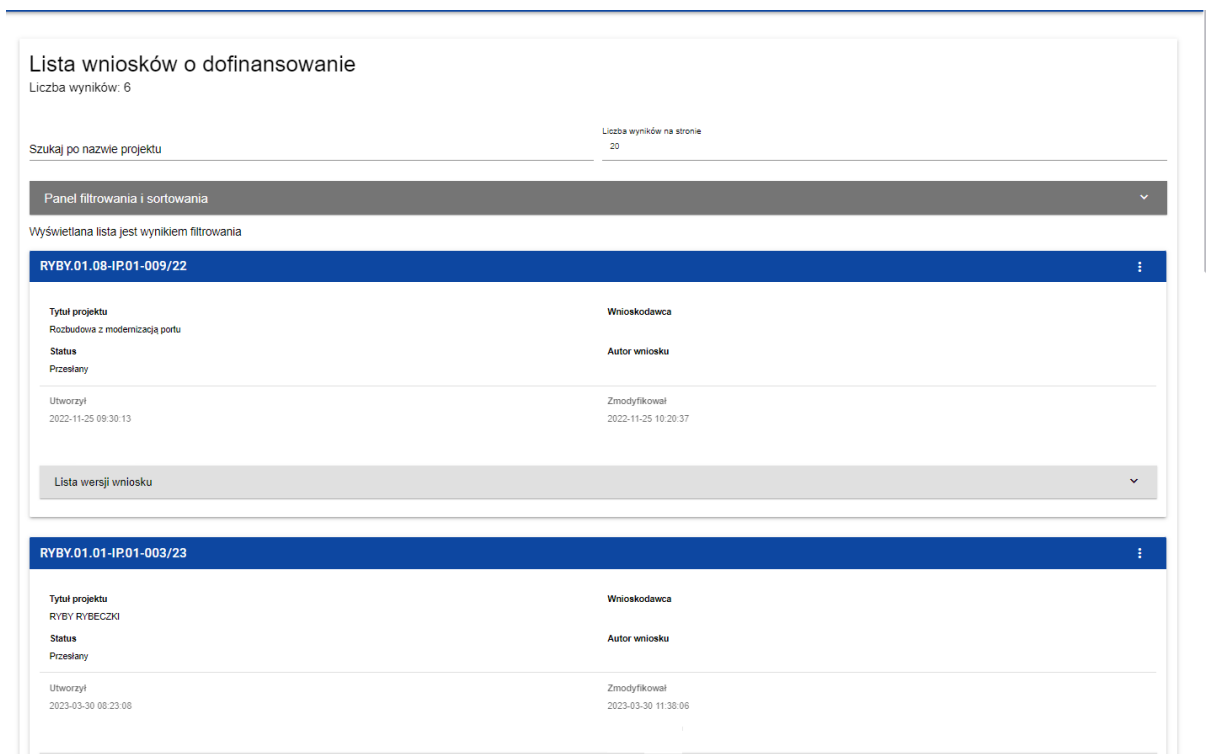 Lista wniosków o dofinansowanie
Liczba wyników: 6
Szukaj po nazwie projektu
Liczba wyników na stronie
20
Panel filtrowania i sortowania
Wyświetlana lista jest wynikiem filtrowania
RYBY.01.08-IP.01-009/22
Tytuł projektu
Rozbudowa z modernizacją portu
Wnioskodawca
Status
Przesłany
Autor wniosku
Utworzył
2022-11-25 09:30:13
Zmodyfikował
2022-11-25 10:20:37
Lista wersji wniosku
RYBY.01.01-IP.01-003/23
Tytuł projektu
RYBY RYBECZKI
Wnioskodawca
Status
Przesłany
Autor wniosku
Utworzył
2023-03-30 08:23:08
Zmodyfikował
2023-03-30 11:38:06